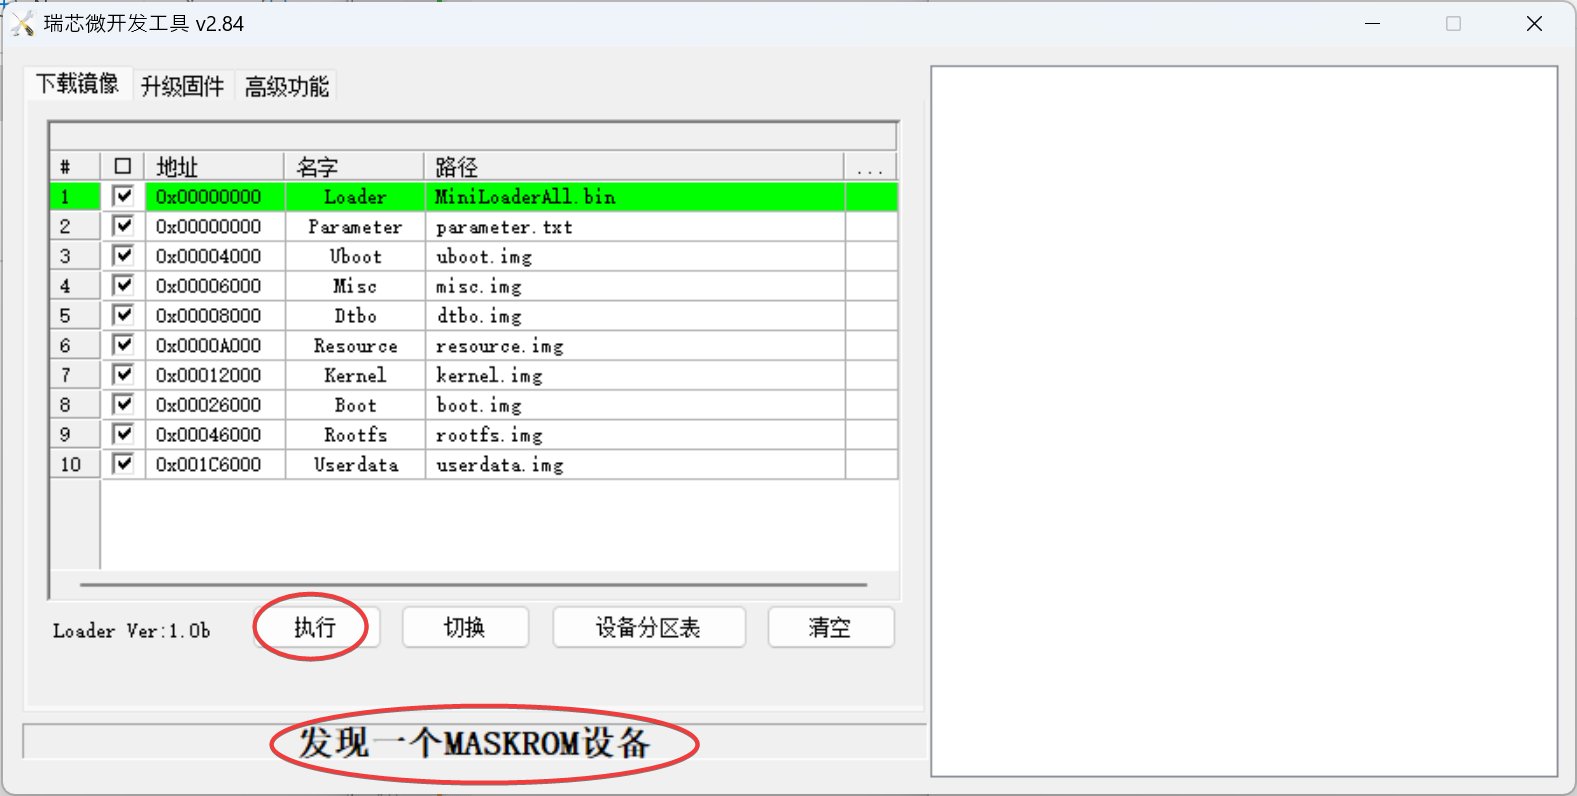 瑞芯微开发工具 v2.84
下载镜像 升级固件 高级功能
# 地址 名字 路径 ...
1 0x00000000 Loader MiniLoaderAll.bin
2 0x00000000 Parameter parameter.txt
3 0x00004000 Uboot uboot.img
4 0x00006000 Misc misc.img
5 0x00008000 Dtbo dtbo.img
6 0x0000A000 Resource resource.img
7 0x00012000 Kernel kernel.img
8 0x00026000 Boot boot.img
9 0x00046000 Rootfs rootfs.img
10 0x001C6000 Userdata userdata.img
Loader Ver:1.0b 执行 切换 设备分区表 清空
发现一个MASKROM设备